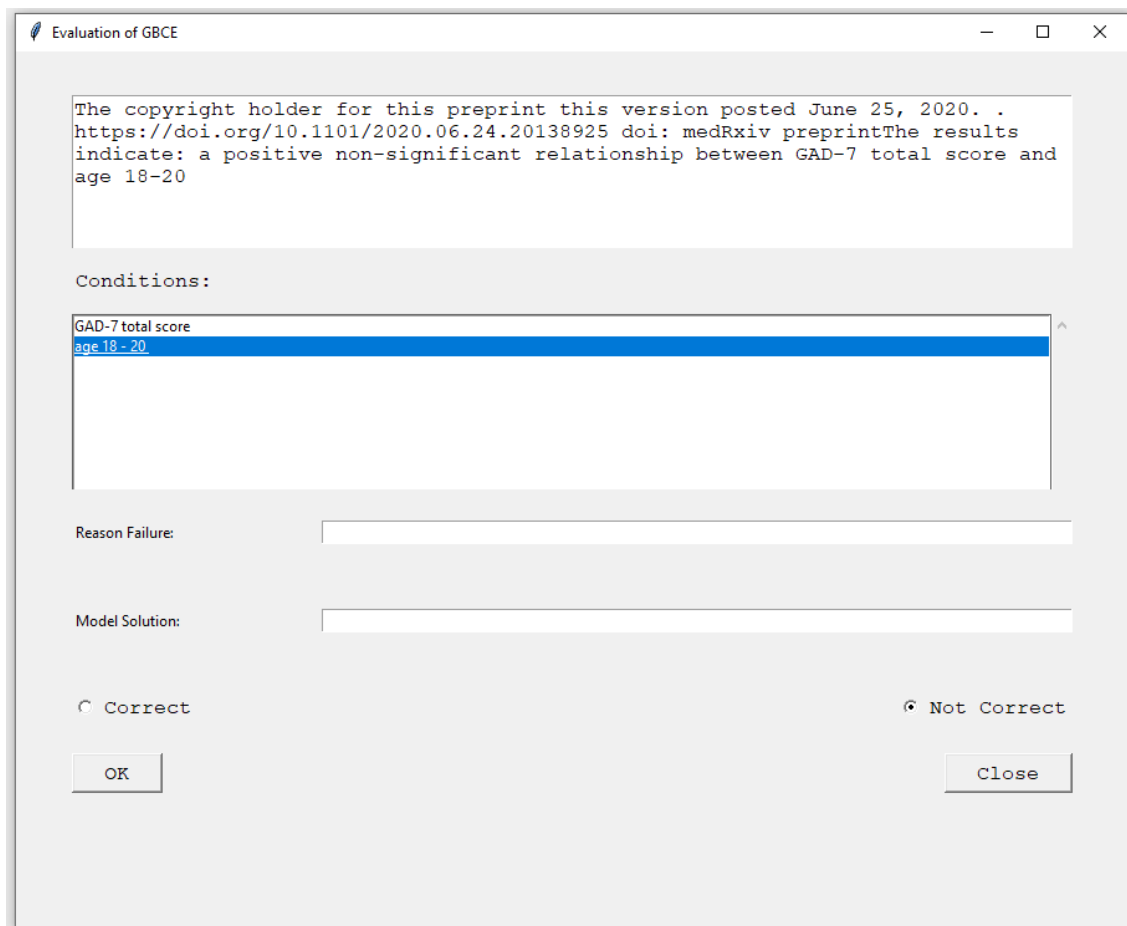 Evaluation of GBCE
The copyright holder for this preprint this version posted June 25, 2020. .
https://doi.org/10.1101/2020.06.24.20138925 doi: medRxiv preprintThe results
indicate: a positive non-significant relationship between GAD-7 total score and
age 18-20
Conditions:
GAD-7 total score
age 18 - 20
Reason Failure:
Model Solution:
Correct
Not Correct
OK
Close